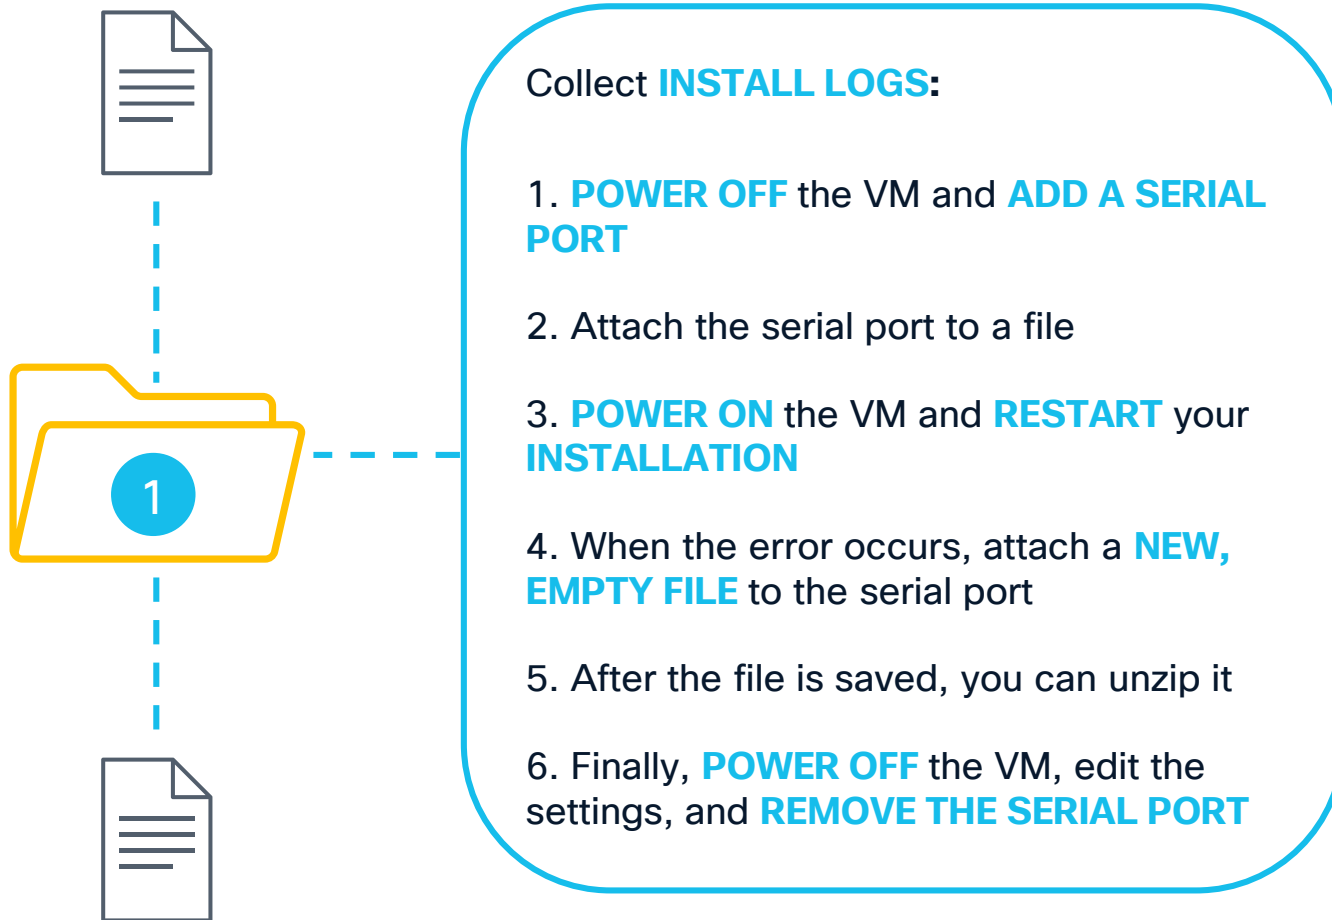 Collect INSTALL LOGS:
1. POWER OFF the VM and ADD A SERIAL
PORT
2. Attach the serial port to a file
3. POWER ON the VM and RESTART your
INSTALLATION
1
4. When the error occurs, attach a NEW,
EMPTY FILE to the serial port
5. After the file is saved, you can unzip it
6. Finally, POWER OFF the VM, edit the
settings, and REMOVE THE SERIAL PORT